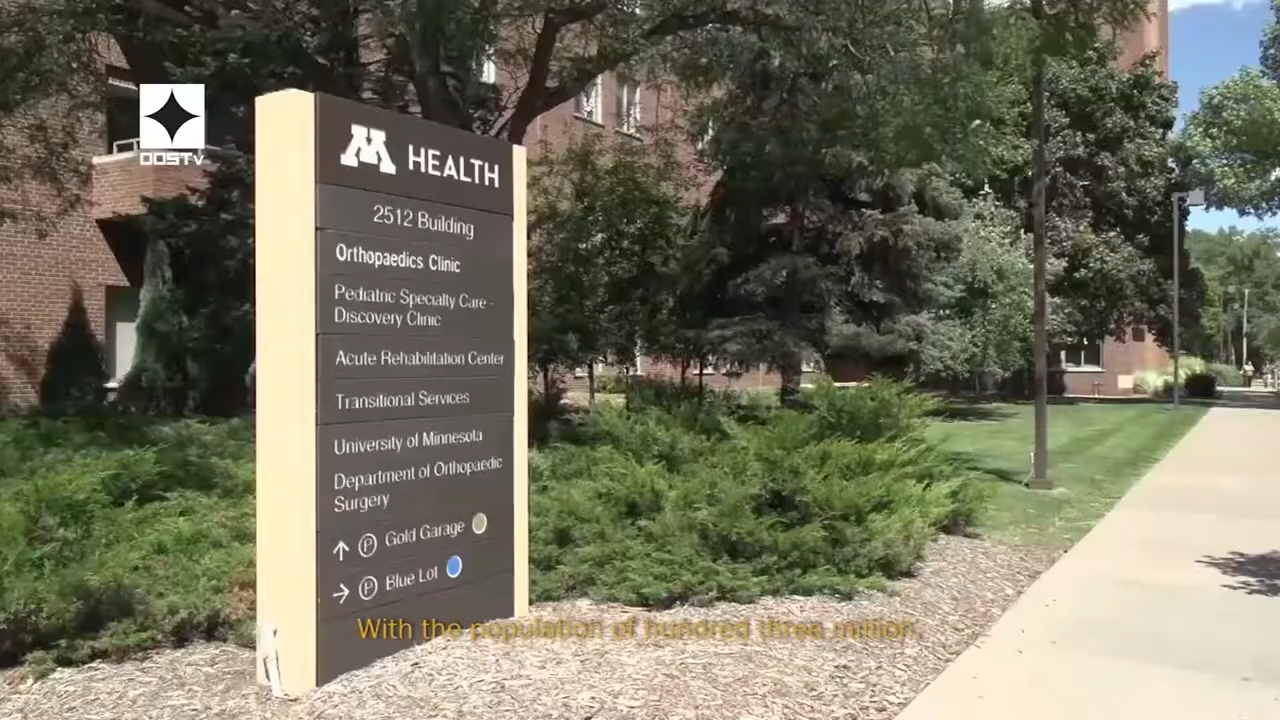 OOSTV
M HEALTH
2512 Building
Orthopaedics Clinic
Pediatric Specialty Care -
Discovery Clinic
Acute Rehabilitation Center
Transitional Services
University of Minnesota
Department of Orthopaedic
Surgery
↑ P Gold Garage
→ P Blue Lot
With the population of hundred three million